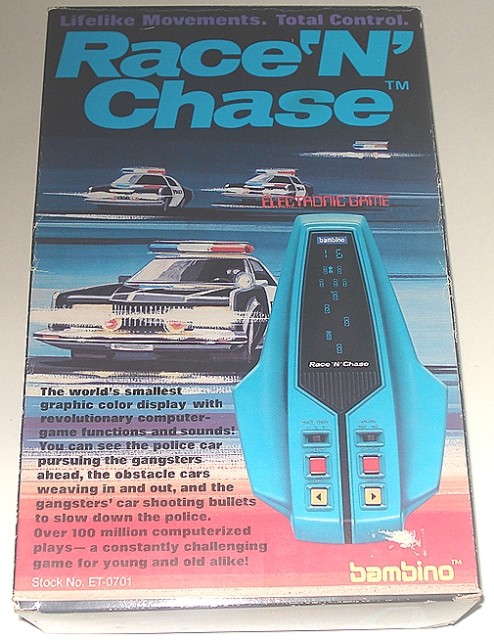 Lifelike Movements. Total Control.
Race 'N'
Chase™
ELECTRONIC GAME
bambino
16
Race 'N' Chase
The world's smallest
graphic color display with
revolutionary computer-
game functions and sounds!
You can see the police car
pursuing the gangsters
ahead, the obstacle cars
weaving in and out, and the
gangsters' car shooting bullets
to slow down the police.
Over 100 million computerized
plays— a constantly challenging
game for young and old alike!
Stock No. ET-0701
bambino™